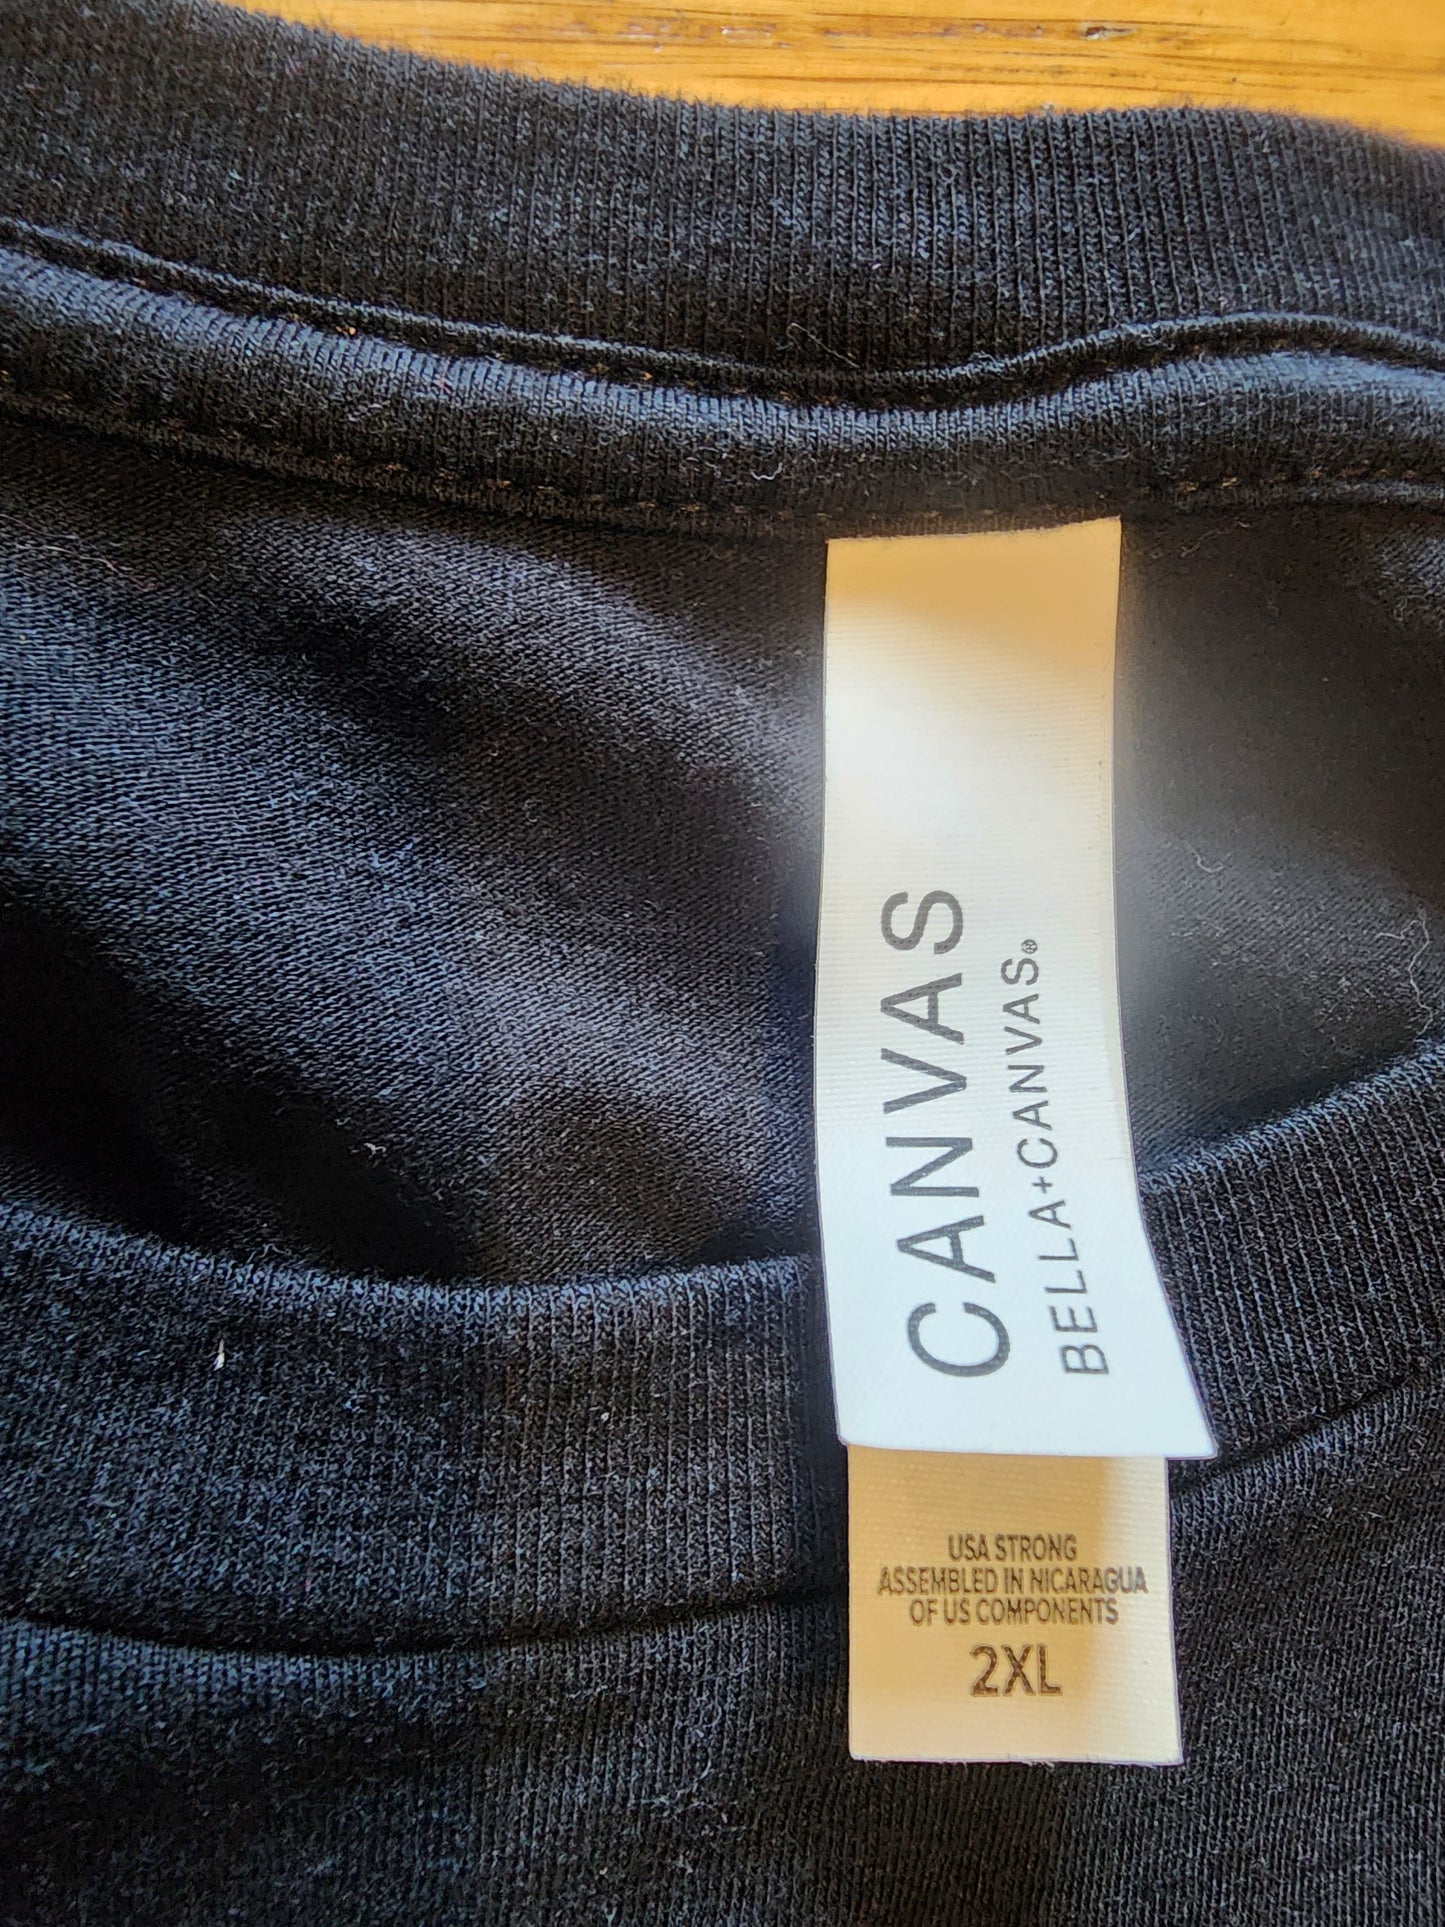 CANVAS
BELLA+CANVAS®
USA STRONG
ASSEMBLED IN NICARAGUA
OF US COMPONENTS
2XL